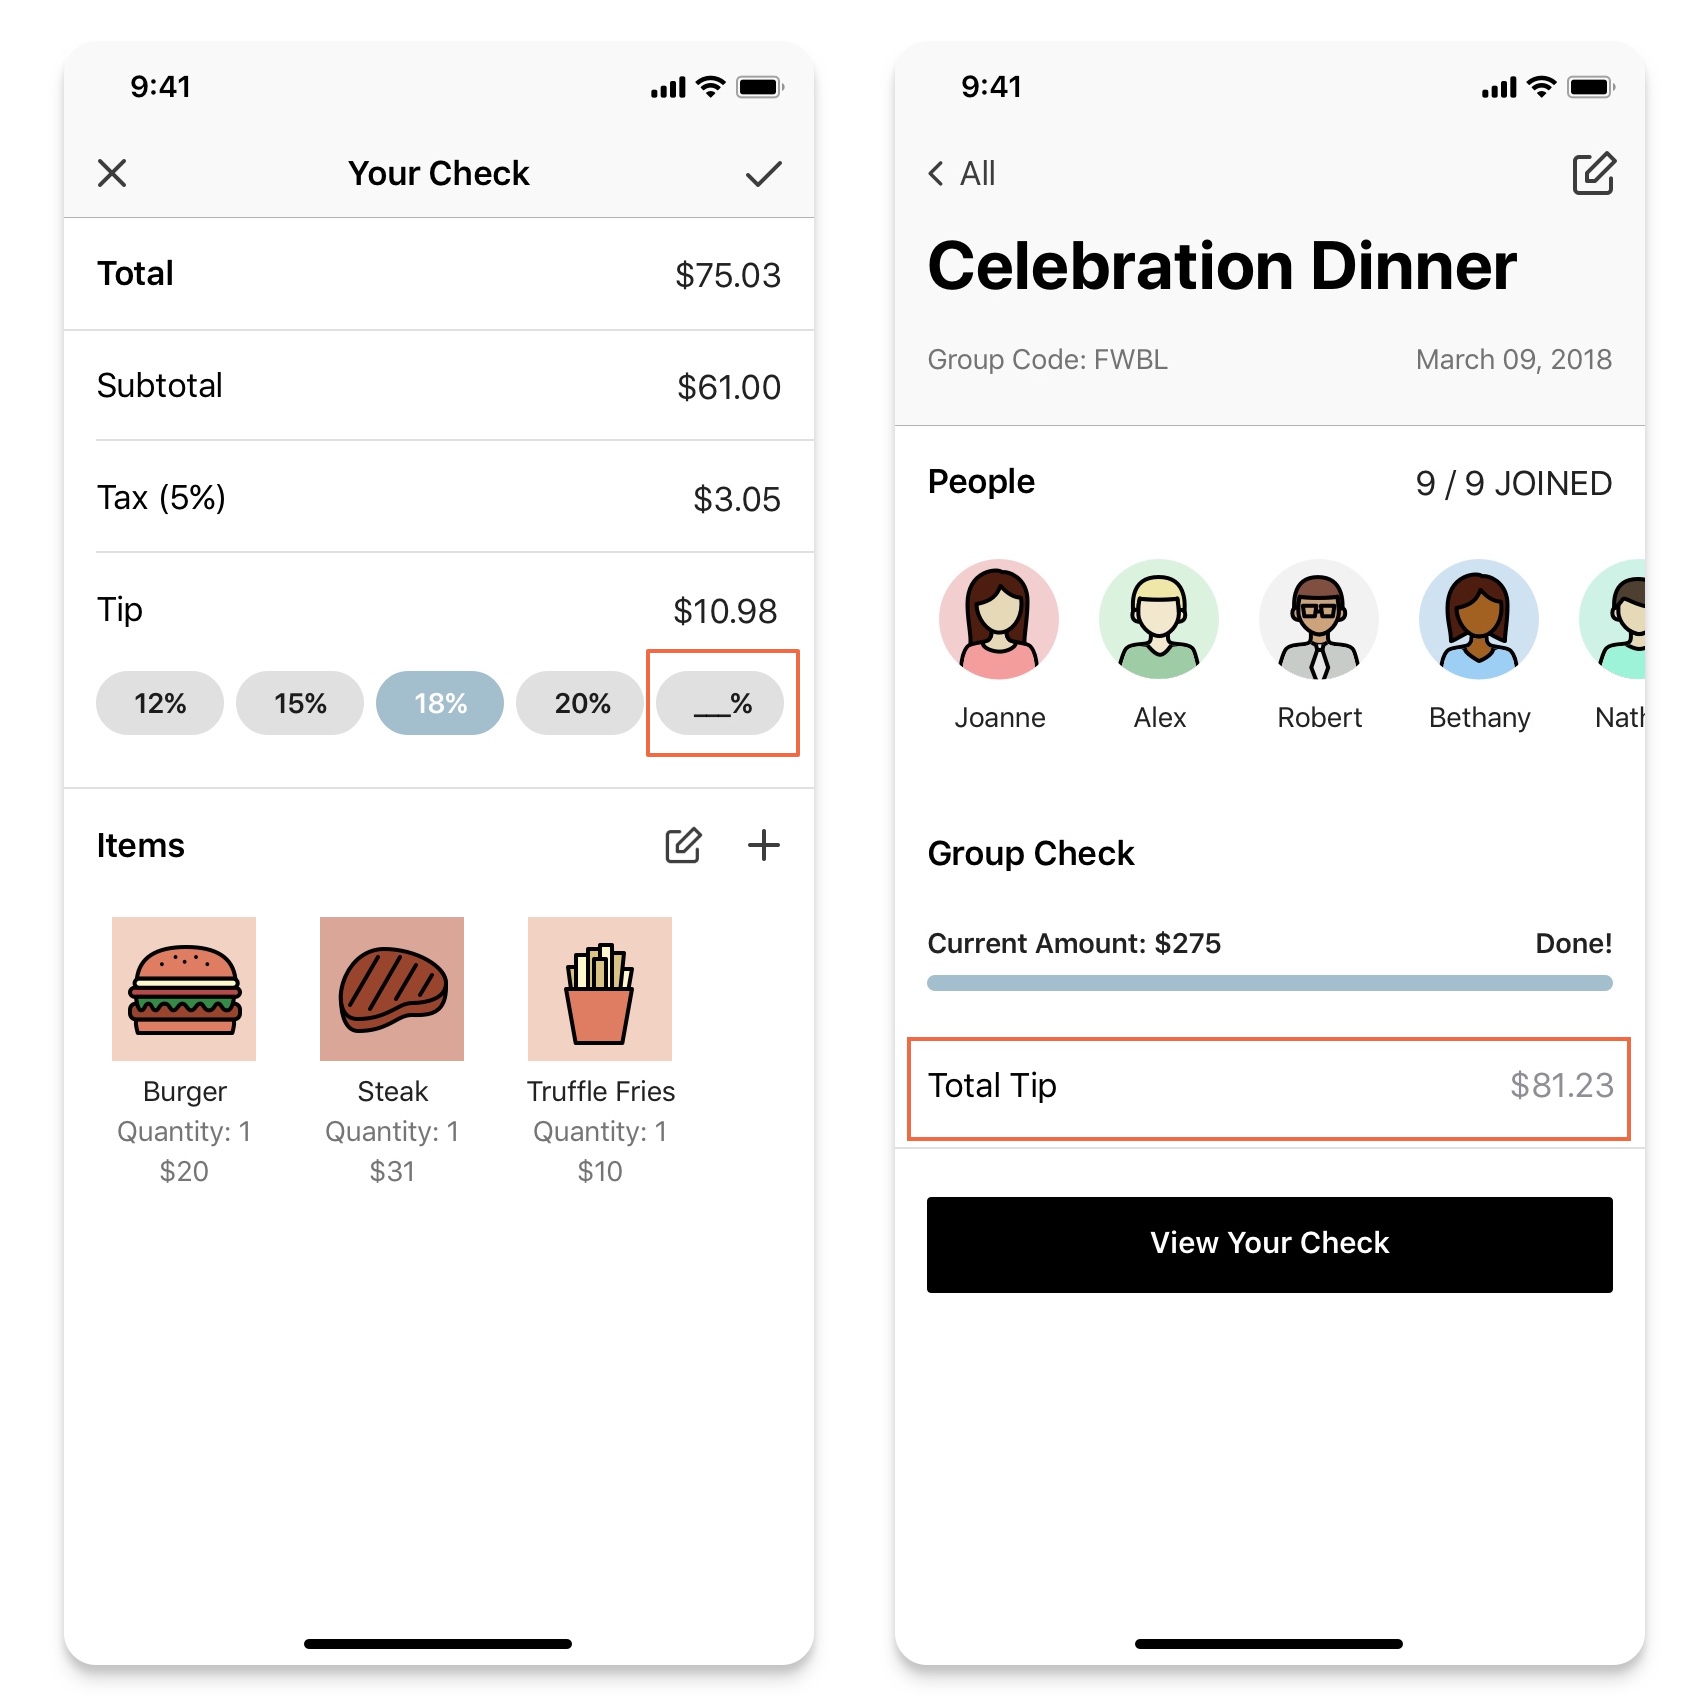 9:41
Your Check
Total $75.03
Subtotal $61.00
Tax (5%) $3.05
Tip $10.98
12% 15% 18% 20% ___%
Items
Burger Steak Truffle Fries
Quantity: 1 Quantity: 1 Quantity: 1
$20 $31 $10
9:41
All
Celebration Dinner
Group Code: FWBL March 09, 2018
People 9 / 9 JOINED
Joanne Alex Robert Bethany Nath
Group Check
Current Amount: $275 Done!
Total Tip $81.23
View Your Check